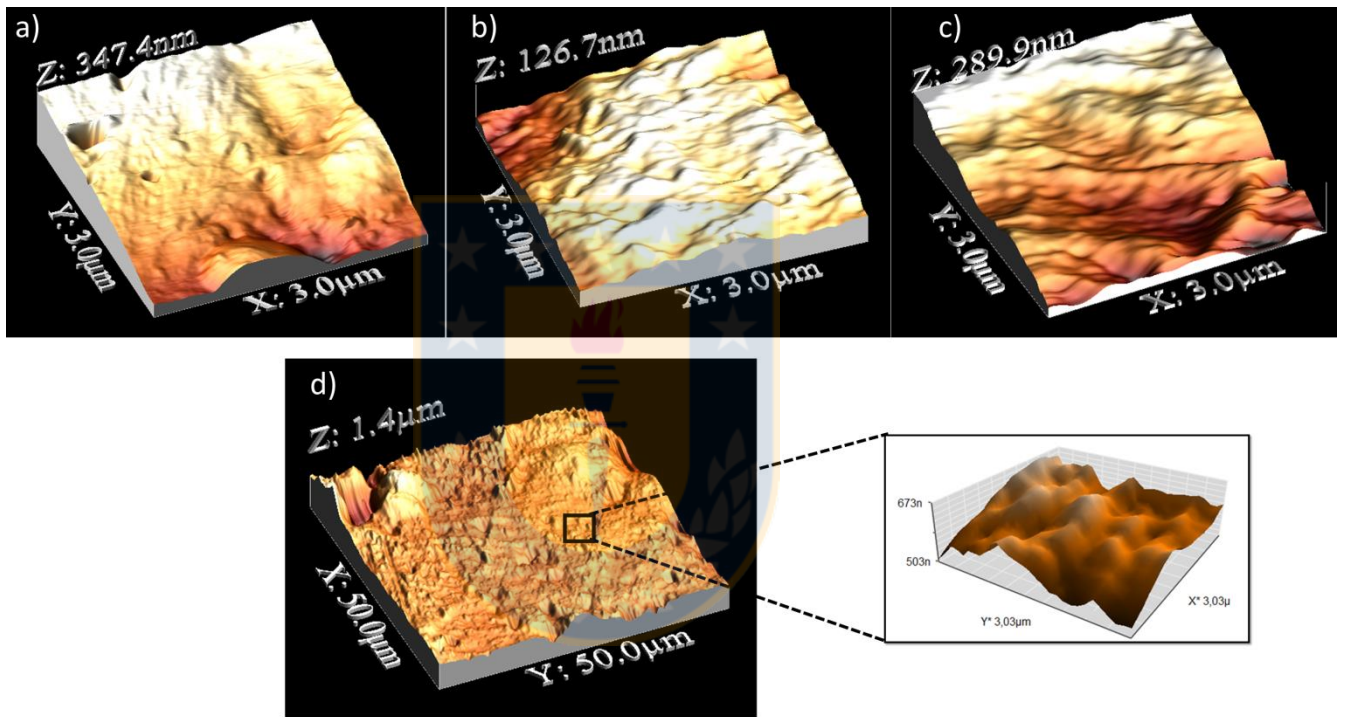 a)
Z: 347.4nm
Y: 3.0µm
X: 3.0µm
b)
Z: 126.7nm
Y: 3.0µm
X: 3.0µm
c)
Z: 289.9nm
Y: 3.0µm
X: 3.0µm
d)
Z: 1.4µm
X: 50.0µm
Y: 50.0µm
673n
503n
Y* 3,03µm
X* 3,03µ